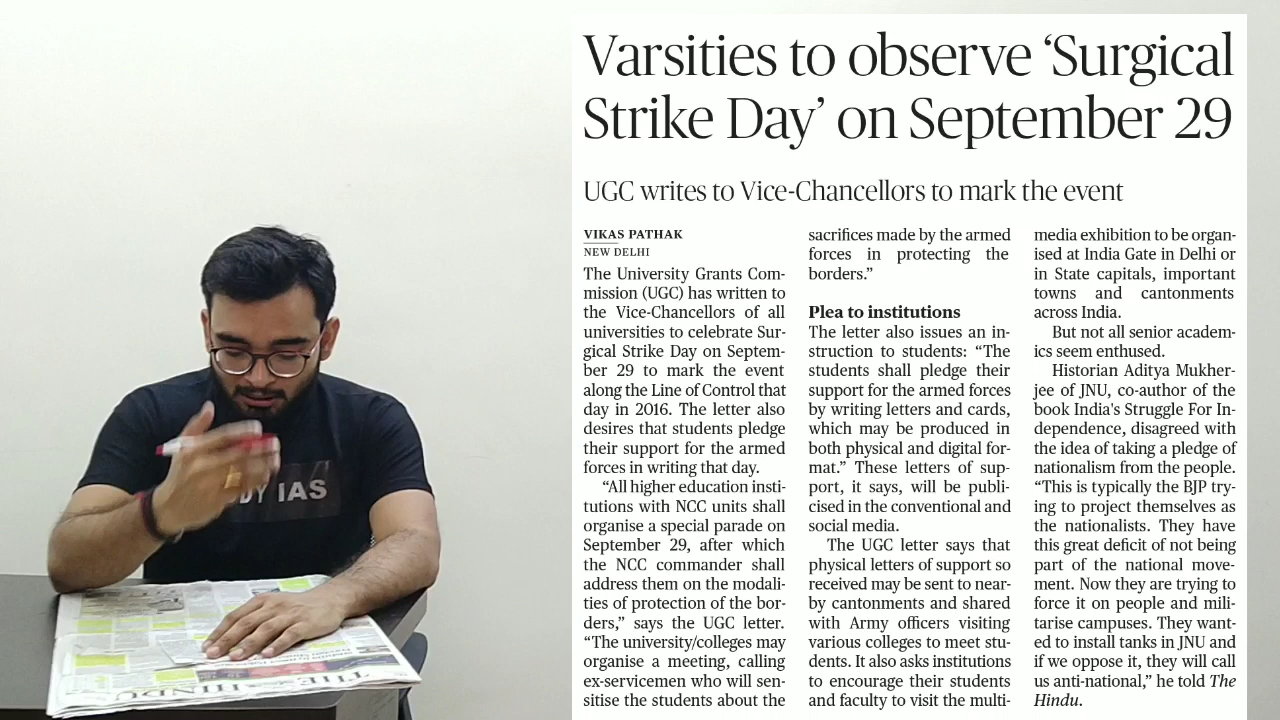 Varsities to observe ‘Surgical
Strike Day’ on September 29
UGC writes to Vice-Chancellors to mark the event
VIKAS PATHAK
NEW DELHI
The University Grants Com-
mission (UGC) has written to
the Vice-Chancellors of all
universities to celebrate Sur-
gical Strike Day on Septem-
ber 29 to mark the event
along the Line of Control that
day in 2016. The letter also
desires that students pledge
their support for the armed
forces in writing that day.
“All higher education insti-
tutions with NCC units shall
organise a special parade on
September 29, after which
the NCC commander shall
address them on the modali-
ties of protection of the bor-
ders,” says the UGC letter.
“The university/colleges may
organise a meeting, calling
ex-servicemen who will sen-
sitise the students about the
sacrifices made by the armed
forces in protecting the
borders.”
Plea to institutions
The letter also issues an in-
struction to students: “The
students shall pledge their
support for the armed forces
by writing letters and cards,
which may be produced in
both physical and digital for-
mat.” These letters of sup-
port, it says, will be publi-
cised in the conventional and
social media.
The UGC letter says that
physical letters of support so
received may be sent to near-
by cantonments and shared
with Army officers visiting
various colleges to meet stu-
dents. It also asks institutions
to encourage their students
and faculty to visit the multi-
media exhibition to be organ-
ised at India Gate in Delhi or
in State capitals, important
towns and cantonments
across India.
But not all senior academ-
ics seem enthused.
Historian Aditya Mukher-
jee of JNU, co-author of the
book India's Struggle For In-
dependence, disagreed with
the idea of taking a pledge of
nationalism from the people.
“This is typically the BJP try-
ing to project themselves as
the nationalists. They have
this great deficit of not being
part of the national move-
ment. Now they are trying to
force it on people and mili-
tarise campuses. They want-
ed to install tanks in JNU and
if we oppose it, they will call
us anti-national,” he told The
Hindu.
IAS
THE HINDU